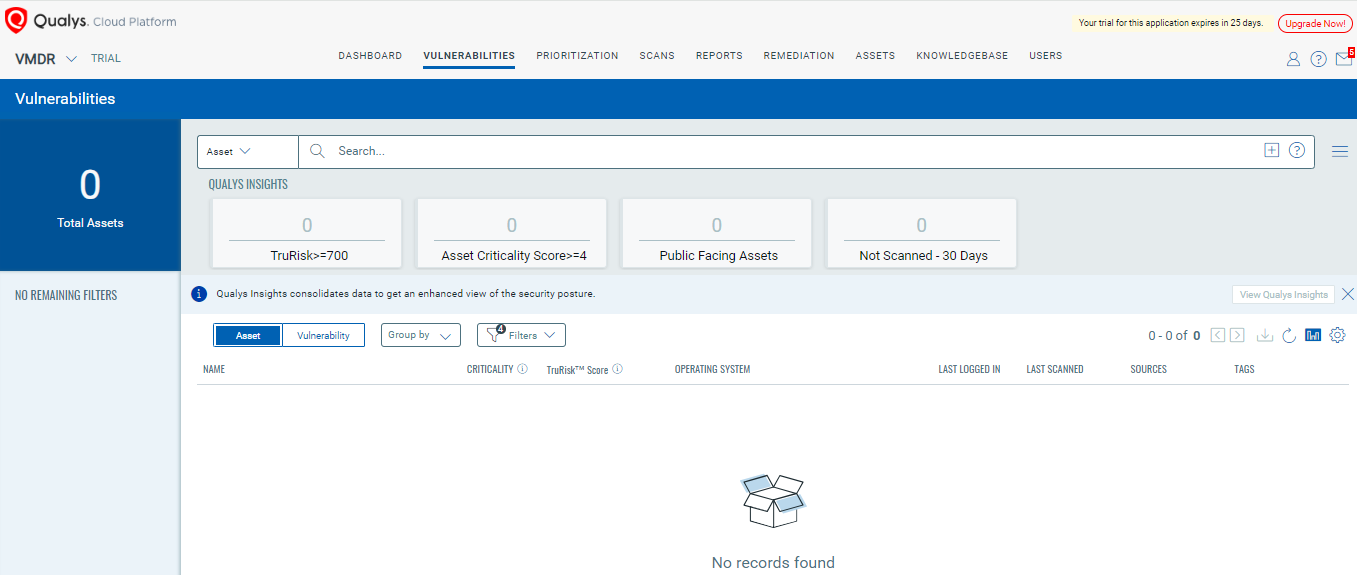 Qualys. Cloud Platform
Your trial for this application expires in 25 days.
Upgrade Now!
VMDR TRIAL
DASHBOARD VULNERABILITIES PRIORITIZATION SCANS REPORTS REMEDIATION ASSETS KNOWLEDGEBASE USERS
5
Vulnerabilities
0
Total Assets
NO REMAINING FILTERS
Asset Search...
QUALYS INSIGHTS
0 0 0 0
TruRisk>=700 Asset Criticality Score>=4 Public Facing Assets Not Scanned - 30 Days
Qualys Insights consolidates data to get an enhanced view of the security posture. View Qualys Insights
Asset Vulnerability Group by 4 Filters 0 - 0 of 0
NAME CRITICALITY TruRisk™ Score OPERATING SYSTEM LAST LOGGED IN LAST SCANNED SOURCES TAGS
No records found